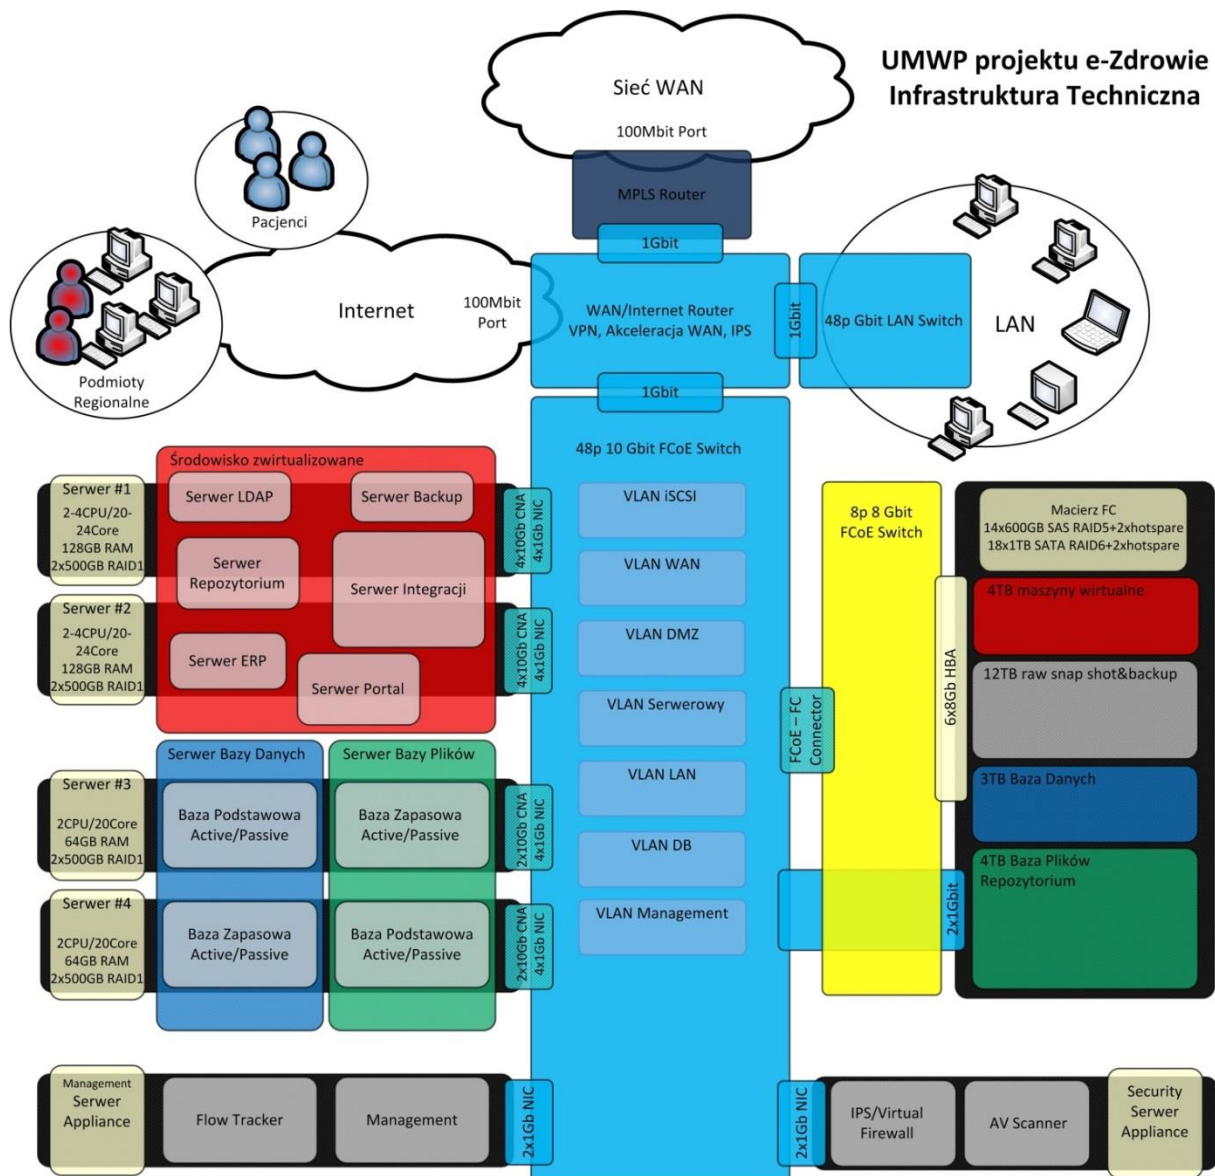 UMWP projektu e-Zdrowie
Infrastruktura Techniczna
Sieć WAN
100Mbit Port
MPLS Router
1Gbit
Pacjenci
Podmioty
Regionalne
Internet
100Mbit
Port
WAN/Internet Router
VPN, Akceleracja WAN, IPS
1Gbit
48p Gbit LAN Switch
LAN
1Gbit
48p 10 Gbit FCoE Switch
VLAN iSCSI
VLAN WAN
VLAN DMZ
VLAN Serwerowy
VLAN LAN
VLAN DB
VLAN Management
Środowisko zwirtualizowane
Serwer LDAP
Serwer Backup
Serwer
Repozytorium
Serwer Integracji
Serwer ERP
Serwer Portal
Serwer #1
2-4CPU/20-
24Core
128GB RAM
2x500GB RAID1
4x10Gb CNA
4x1Gb NIC
Serwer #2
2-4CPU/20-
24Core
128GB RAM
2x500GB RAID1
4x10Gb CNA
4x1Gb NIC
Serwer Bazy Danych
Serwer Bazy Plików
Serwer #3
2CPU/20Core
64GB RAM
2x500GB RAID1
Baza Podstawowa
Active/Passive
Baza Zapasowa
Active/Passive
2x10Gb CNA
4x1Gb NIC
Serwer #4
2CPU/20Core
64GB RAM
2x500GB RAID1
Baza Zapasowa
Active/Passive
Baza Podstawowa
Active/Passive
2x10Gb CNA
4x1Gb NIC
8p 8 Gbit
FCoE Switch
FCoE – FC
Connector
6x8Gb HBA
2x1Gbit
Macierz FC
14x600GB SAS RAID5+2xhotspare
18x1TB SATA RAID6+2xhotspare
4TB maszyny wirtualne
12TB raw snap shot&backup
3TB Baza Danych
4TB Baza Plików
Repozytorium
Management
Serwer
Appliance
Flow Tracker
Management
2x1Gb NIC
2x1Gb NIC
IPS/Virtual
Firewall
AV Scanner
Security
Serwer
Appliance